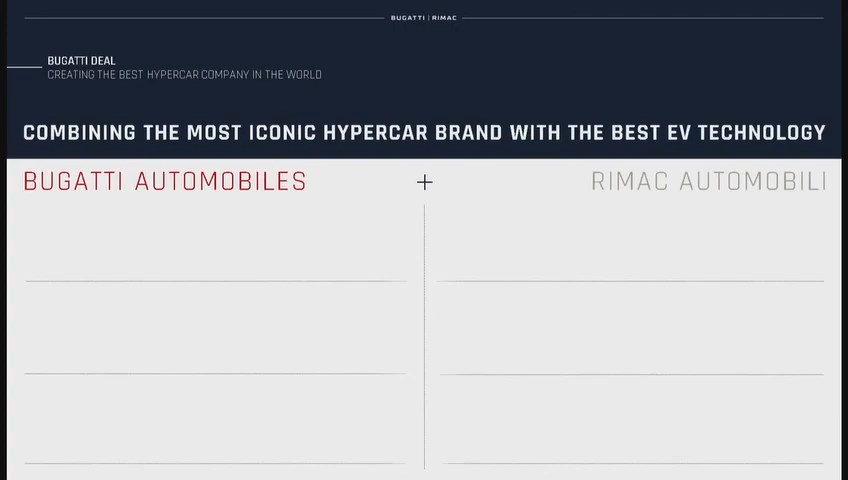 BUGATTI | RIMAC
BUGATTI DEAL
CREATING THE BEST HYPERCAR COMPANY IN THE WORLD
COMBINING THE MOST ICONIC HYPERCAR BRAND WITH THE BEST EV TECHNOLOGY
BUGATTI AUTOMOBILES + RIMAC AUTOMOBILI